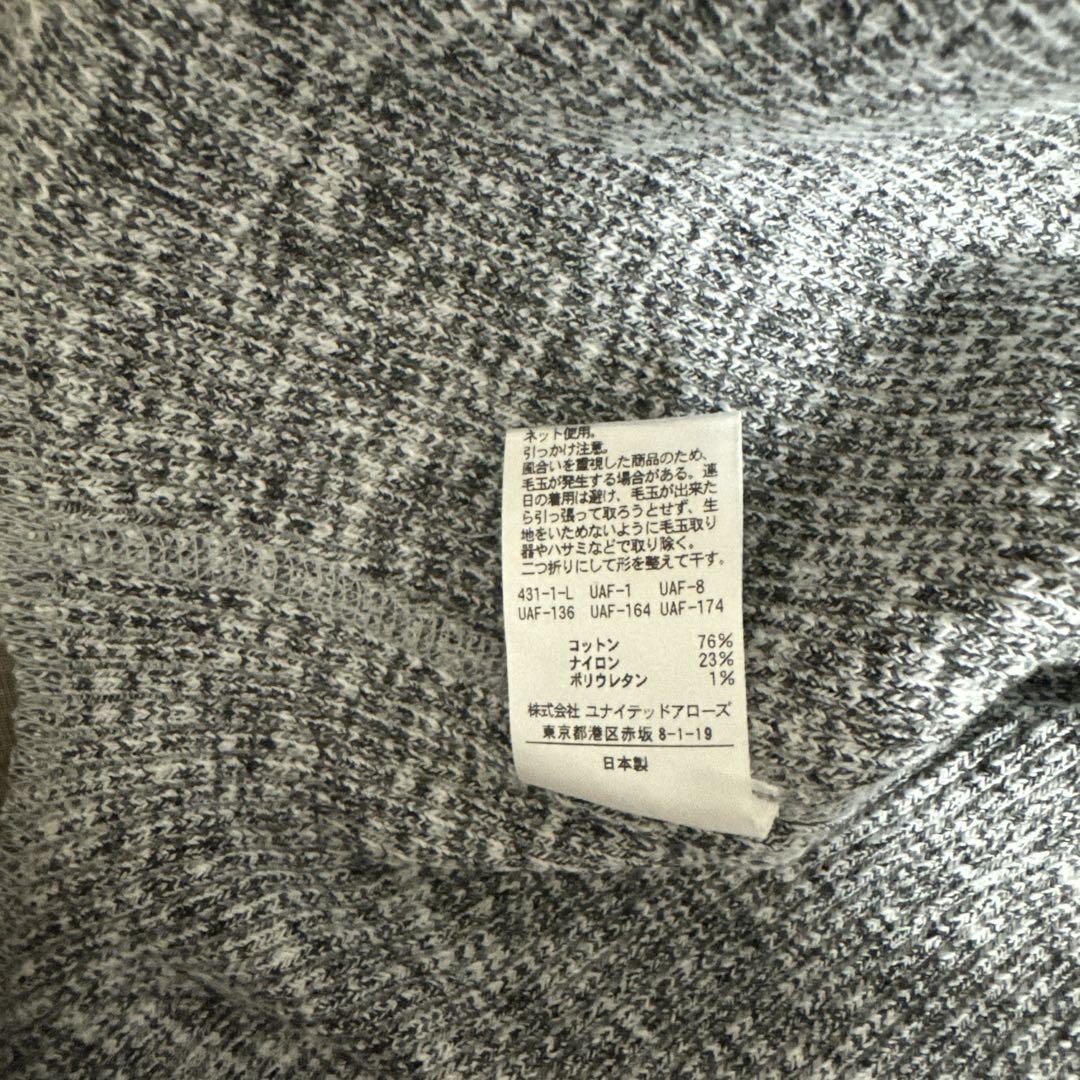 ネット使用。
引っかけ注意。
風合いを重視した商品のため、
毛玉が発生する場合がある。連
日の着用は避け、毛玉が出来た
ら引っ張って取ろうとせず、生
地をいためないように毛玉取り
器やハサミなどで取り除く。
二つ折りにして形を整えて干す。
431-1-L UAF-1 UAF-8
UAF-136 UAF-164 UAF-174
コットン 76%
ナイロン 23%
ポリウレタン 1%
株式会社 ユナイテッドアローズ
東京都港区赤坂 8-1-19
日本製